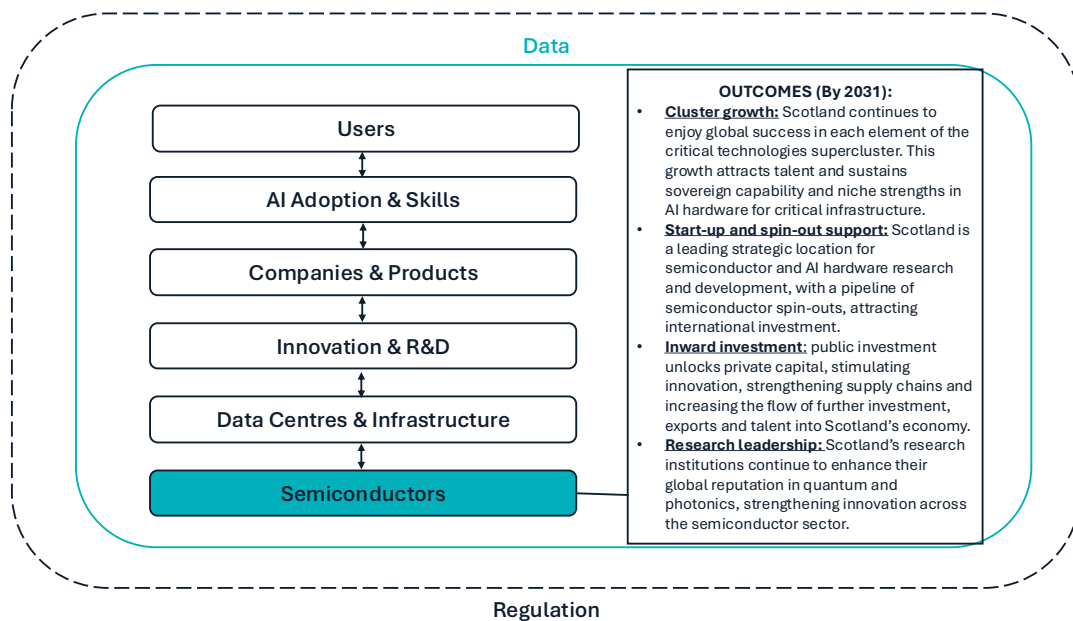 Data
Users
AI Adoption & Skills
Companies & Products
Innovation & R&D
Data Centres & Infrastructure
Semiconductors
OUTCOMES (By 2031):
• Cluster growth: Scotland continues to
enjoy global success in each element of the
critical technologies supercluster. This
growth attracts talent and sustains
sovereign capability and niche strengths in
AI hardware for critical infrastructure.
• Start-up and spin-out support: Scotland is
a leading strategic location for
semiconductor and AI hardware research
and development, with a pipeline of
semiconductor spin-outs, attracting
international investment.
• Inward investment: public investment
unlocks private capital, stimulating
innovation, strengthening supply chains and
increasing the flow of further investment,
exports and talent into Scotland’s economy.
• Research leadership: Scotland’s research
institutions continue to enhance their
global reputation in quantum and
photonics, strengthening innovation across
the semiconductor sector.
Regulation